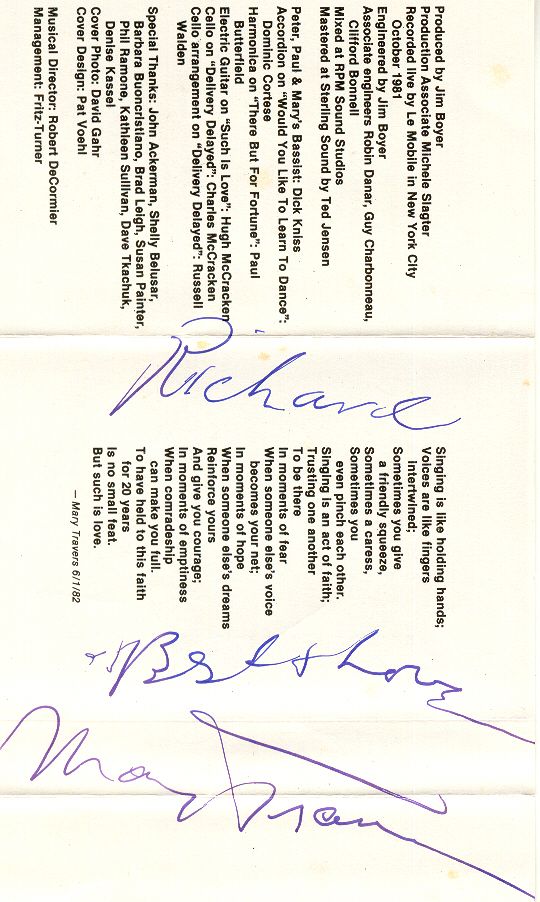 Produced by Jim Boyer
Production Associate Michele Slagter
Recorded live by Le Mobile in New York City
October 1981
Engineered by Jim Boyer
Associate engineers Robin Danar, Guy Charbonneau,
Clifford Bonnell
Mixed at RPM Sound Studios
Mastered at Sterling Sound by Ted Jensen
Peter, Paul & Mary's Bassist: Dick Kniss
Accordion on "Would You Like To Learn To Dance":
Dominic Cortese
Harmonica on "There But For Fortune": Paul
Butterfield
Electric Guitar on "Such Is Love": Hugh McCracken
Cello on "Delivery Delayed": Charles McCracken
Cello arrangement on "Delivery Delayed": Russell
Walden
Special Thanks: John Ackerman, Shelly Belusar,
Barbara Buoncristiano, Brad Leigh, Susan Painter,
Phil Ramone, Kathleen Sullivan, Dave Tkachuk,
Denise Kassel
Cover Photo: David Gahr
Cover Design: Pat Voehl
Musical Director: Robert DeCormier
Management: Fritz-Turner
Richard
Singing is like holding hands;
Voices are like fingers
intertwined;
Sometimes you give
a friendly squeeze,
Sometimes a caress,
Sometimes you
even pinch each other.
Singing is an act of faith;
Trusting one another
To be there
In moments of fear
When someone else's voice
becomes your net;
In moments of hope
When someone else's dreams
Reinforce yours
And give you courage;
In moments of emptiness
When comradeship
can make you full.
To have held to this faith
for 20 years
Is no small feat.
But such is love.
— Mary Travers 6/1/82
Best & Love
Mary Travers